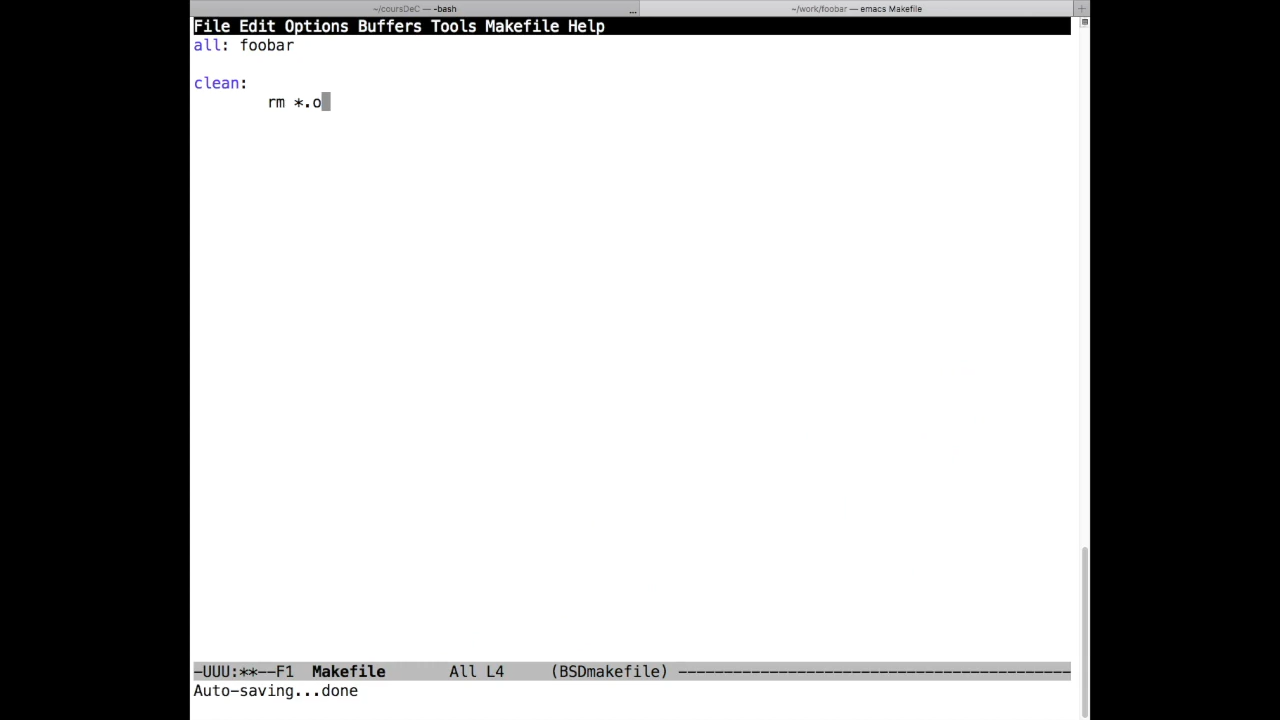 ~/coursDeC — -bash ... ~/work/foobar — emacs Makefile +
File Edit Options Buffers Tools Makefile Help
all: foobar
clean:
rm *.o
-UUU:**--F1 Makefile All L4 (BSDmakefile) -------------------------------------------
Auto-saving...done